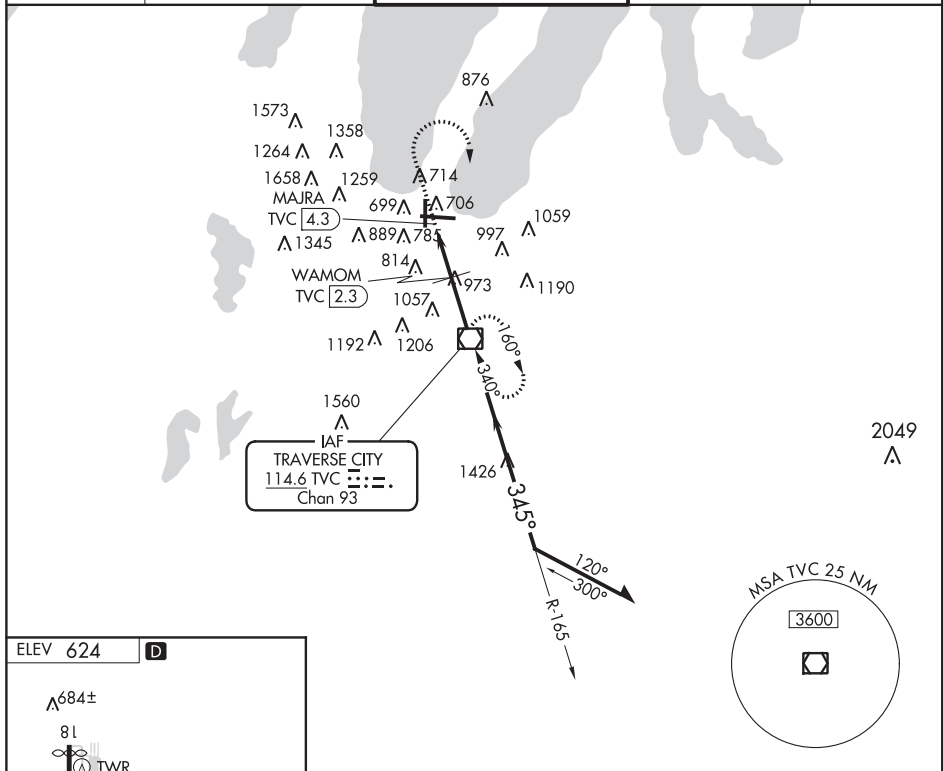 876
1573
1358
1264
1658
714
1259
MAJRA
TVC 4.3
699
706
1059
889
785
997
1345
814
WAMOM
TVC 2.3
973
1190
1057
1192
1206
160°
340°
1560
IAF
TRAVERSE CITY
114.6 TVC
Chan 93
1426
2049
345°
120°
300°
R-165
MSA TVC 25 NM
3600
ELEV 624
D
684±
18
A TWR